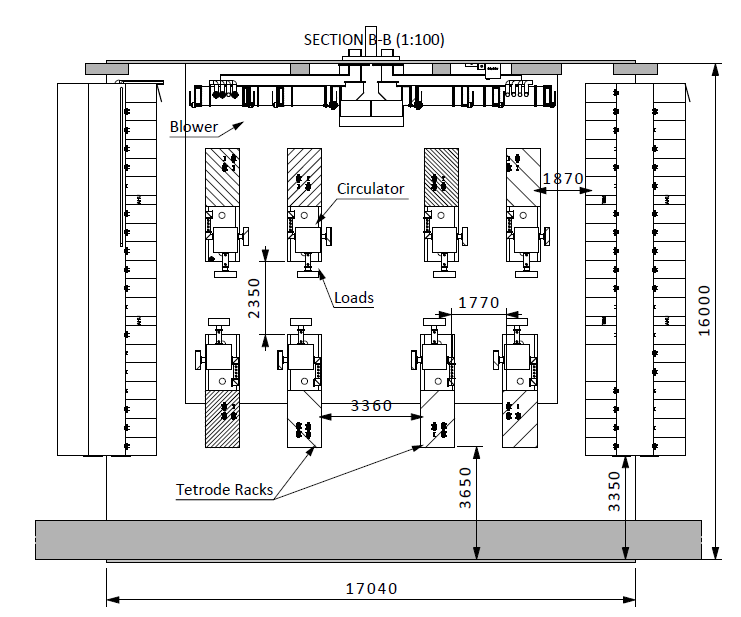 SECTION B-B (1:100)
Blower
Circulator
1870
Loads
2350
1770
16000
3360
Tetrode Racks
3650
3350
17040